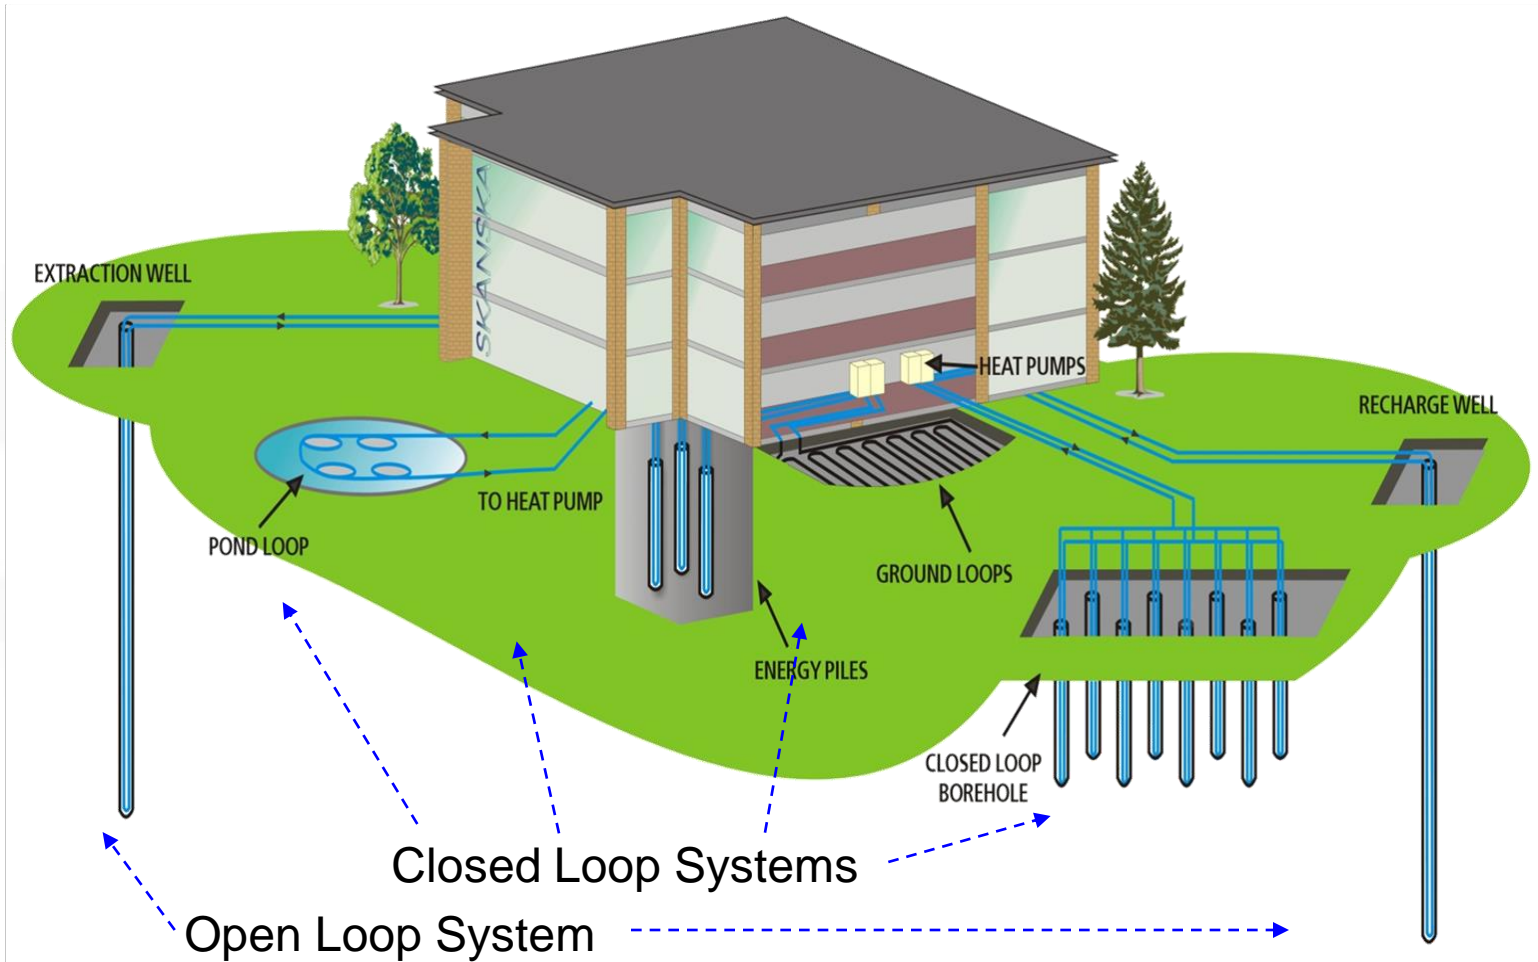 SKANSKA
EXTRACTION WELL
HEAT PUMPS
RECHARGE WELL
TO HEAT PUMP
POND LOOP
GROUND LOOPS
ENERGY PILES
CLOSED LOOP
BOREHOLE
Closed Loop Systems
Open Loop System